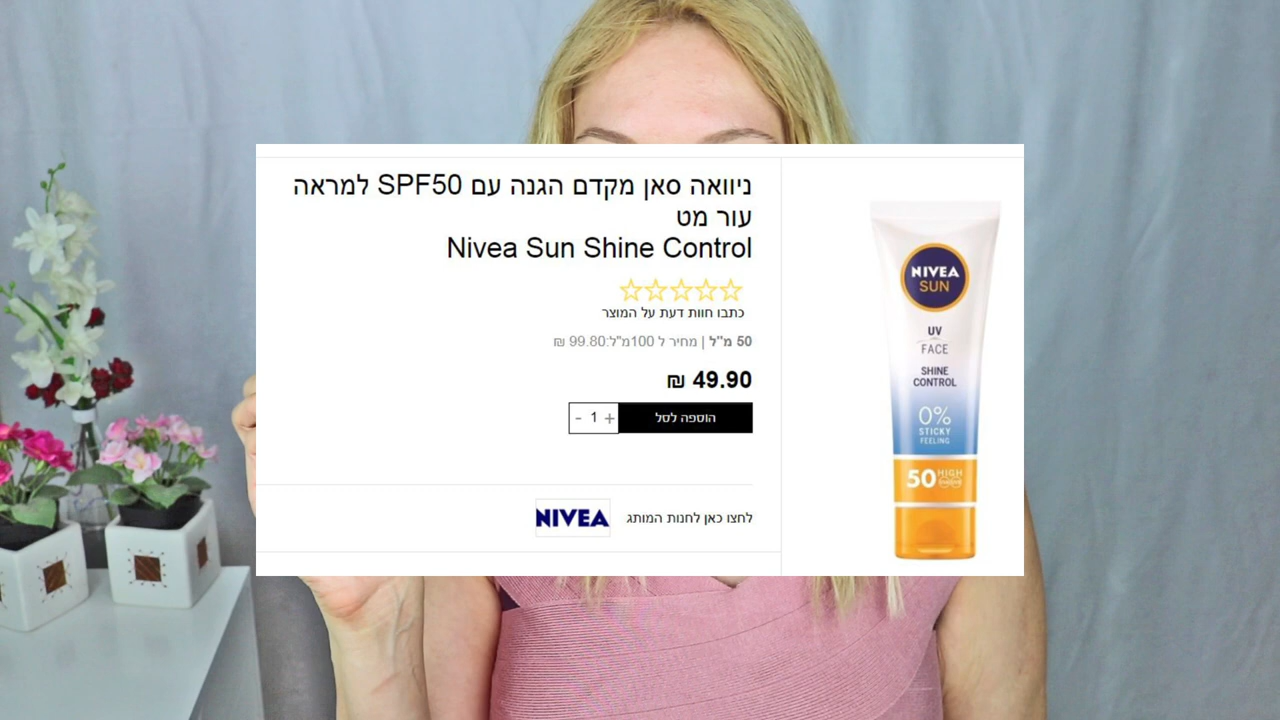 ניוואה סאן מקדם הגנה עם SPF50 למראה
עור מט
Nivea Sun Shine Control
כתבו חוות דעת על המוצר
50 מ"ל | מחיר ל 100מ"ל:99.80 ₪
49.90 ₪
הוספה לסל
+ 1 -
לחצו כאן לחנות המותג
NIVEA
NIVEA
SUN
UV
FACE
SHINE
CONTROL
0%
STICKY
FEELING
50 HIGH